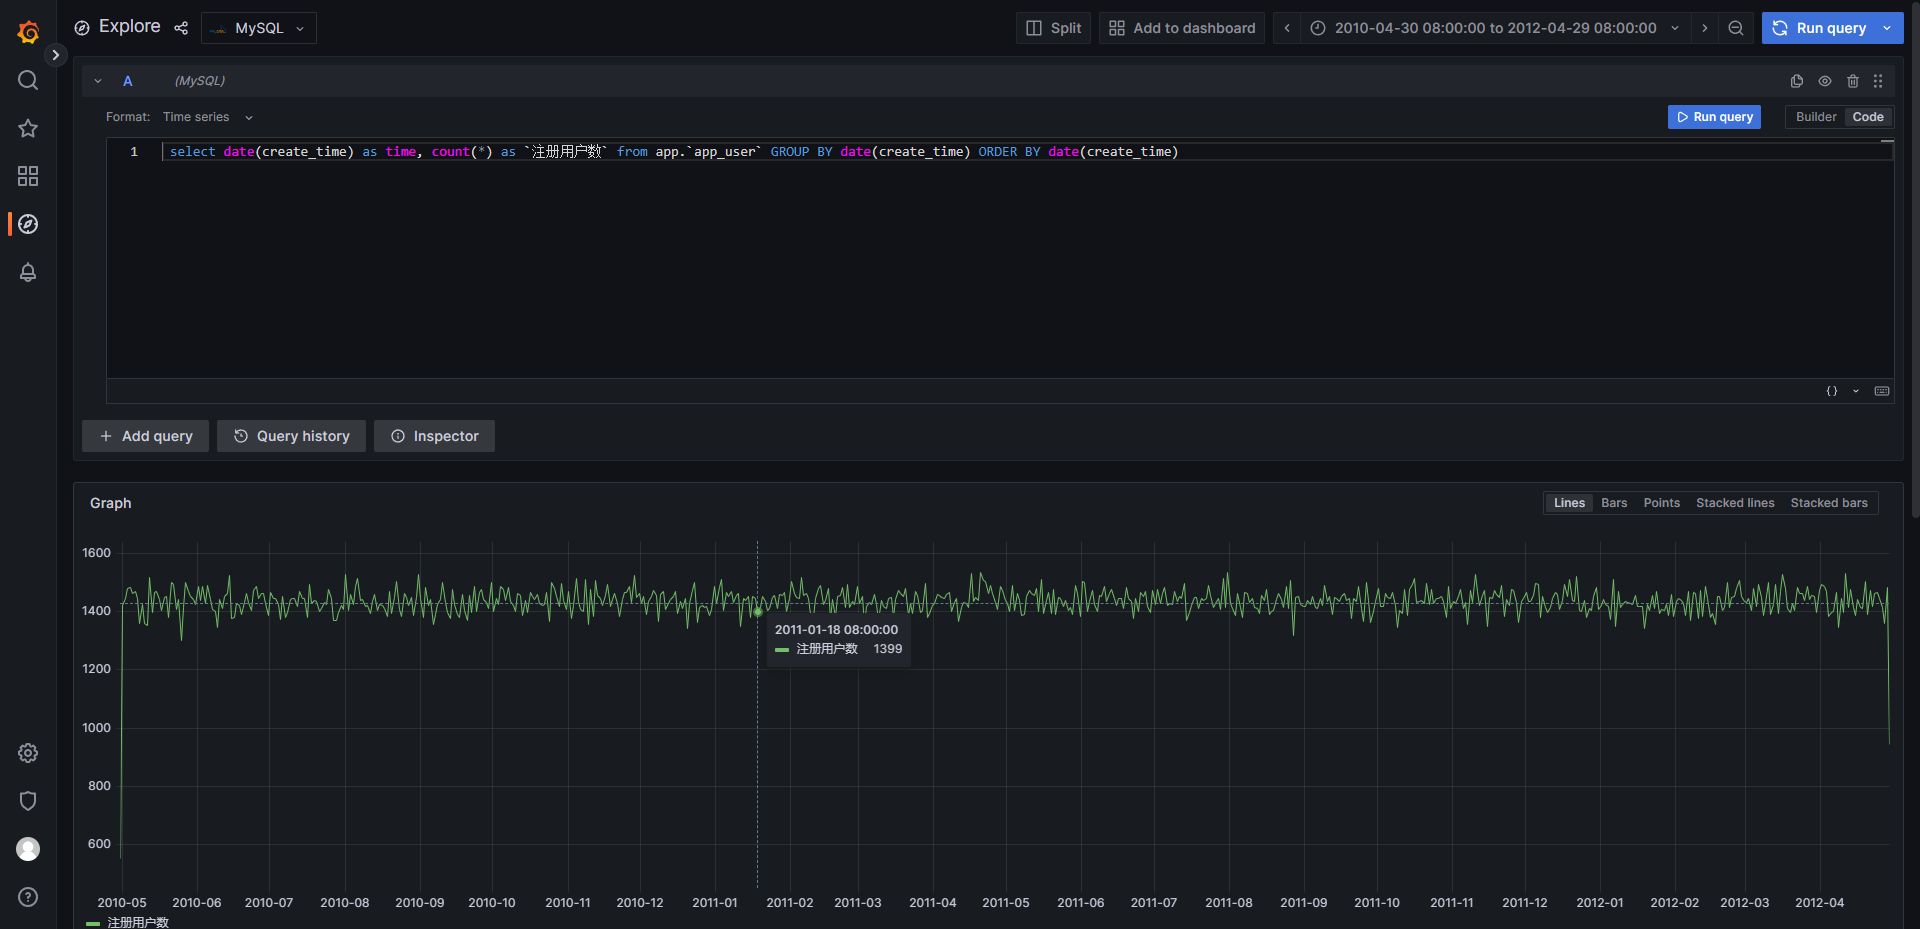 Explore
MySQL
Split
Add to dashboard
2010-04-30 08:00:00 to 2012-04-29 08:00:00
Run query
A
(MySQL)
Format: Time series
Run query
Builder
Code
1
select date(create_time) as time, count(*) as `注册用户数` from app.`app_user` GROUP BY date(create_time) ORDER BY date(create_time)
{}
Add query
Query history
Inspector
Graph
Lines
Bars
Points
Stacked lines
Stacked bars
1600
1400
1200
1000
800
600
2011-01-18 08:00:00
注册用户数 1399
2010-05 2010-06 2010-07 2010-08 2010-09 2010-10 2010-11 2010-12 2011-01 2011-02 2011-03 2011-04 2011-05 2011-06 2011-07 2011-08 2011-09 2011-10 2011-11 2011-12 2012-01 2012-02 2012-03 2012-04
注册用户数